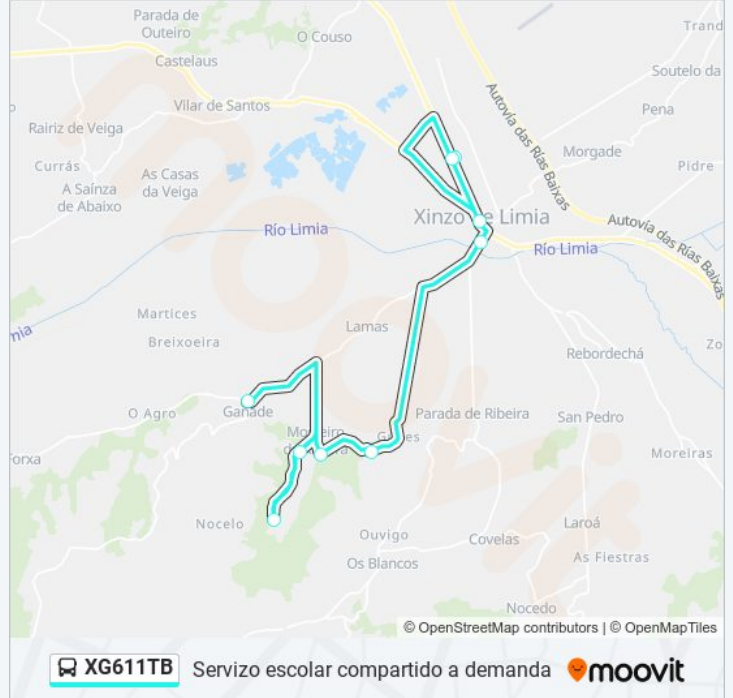 Parada de
Outeiro
O Couso
Castelaus
Trand
Soutelo da
Vilar de Santos
Autovía das Rías Baixas
Pena
Rairiz de Veiga
Morgade
Currás
As Casas
da Veiga
Pidre
A Saínza
de Abaixo
Xinzo de Limia
Río Limia
Autovía das Rías Baixas
Río Limia
nia
Martices
Lamas
Breixoeira
Rebordechá
Zo
O Agro
Ganade
Parada de Ribeira
San Pedro
Forxa
Moreiras
Nocelo
Ouvigo
Covelas
Laroá
Os Blancos
As Fiestras
Nocedo
© OpenStreetMap contributors | © OpenMapTiles
XG611TB
Servizo escolar compartido a demanda
moovit